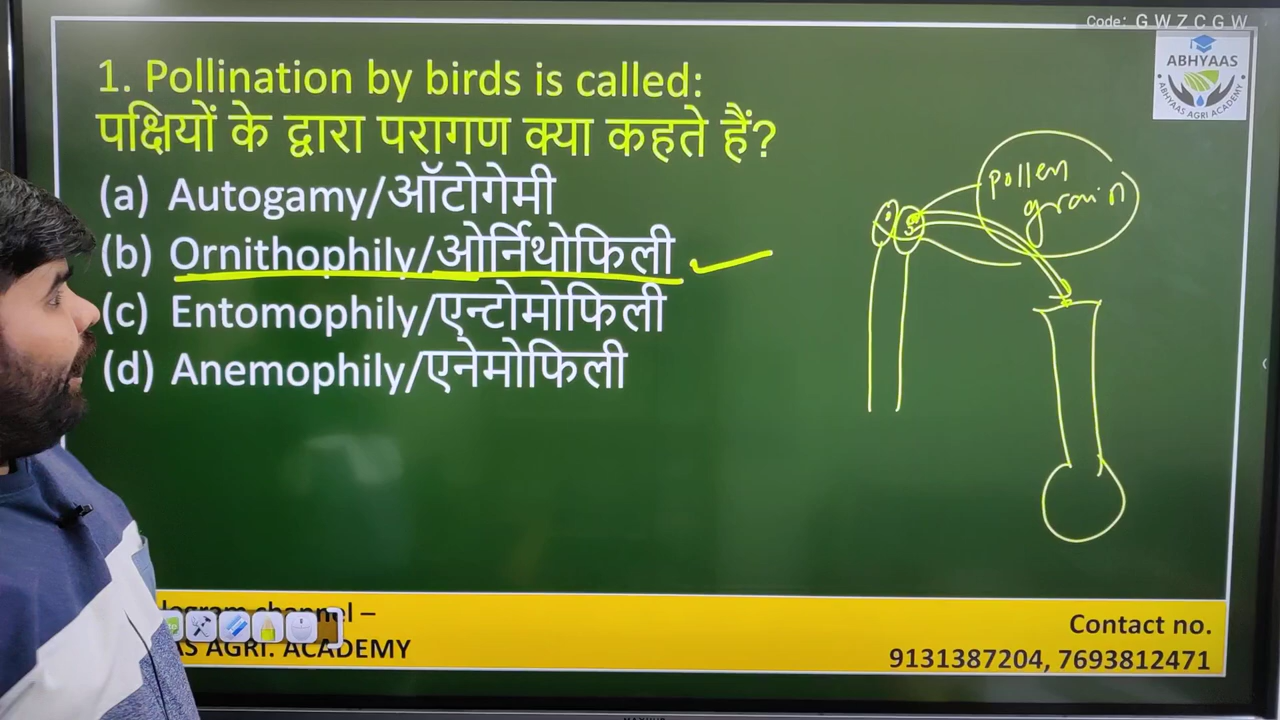 Code: G W Z C G W
ABHYAAS
ABHYAAS AGRI ACADEMY
1. Pollination by birds is called:
पक्षियों के द्वारा परागण क्या कहते हैं?
(a) Autogamy/ऑटोगेमी
(b) Ornithophily/ओर्निथोफिली
(c) Entomophily/एन्टोमोफिली
(d) Anemophily/एनेमोफिली
pollen
grain
channel –
AGRI. ACADEMY
Contact no.
9131387204, 7693812471